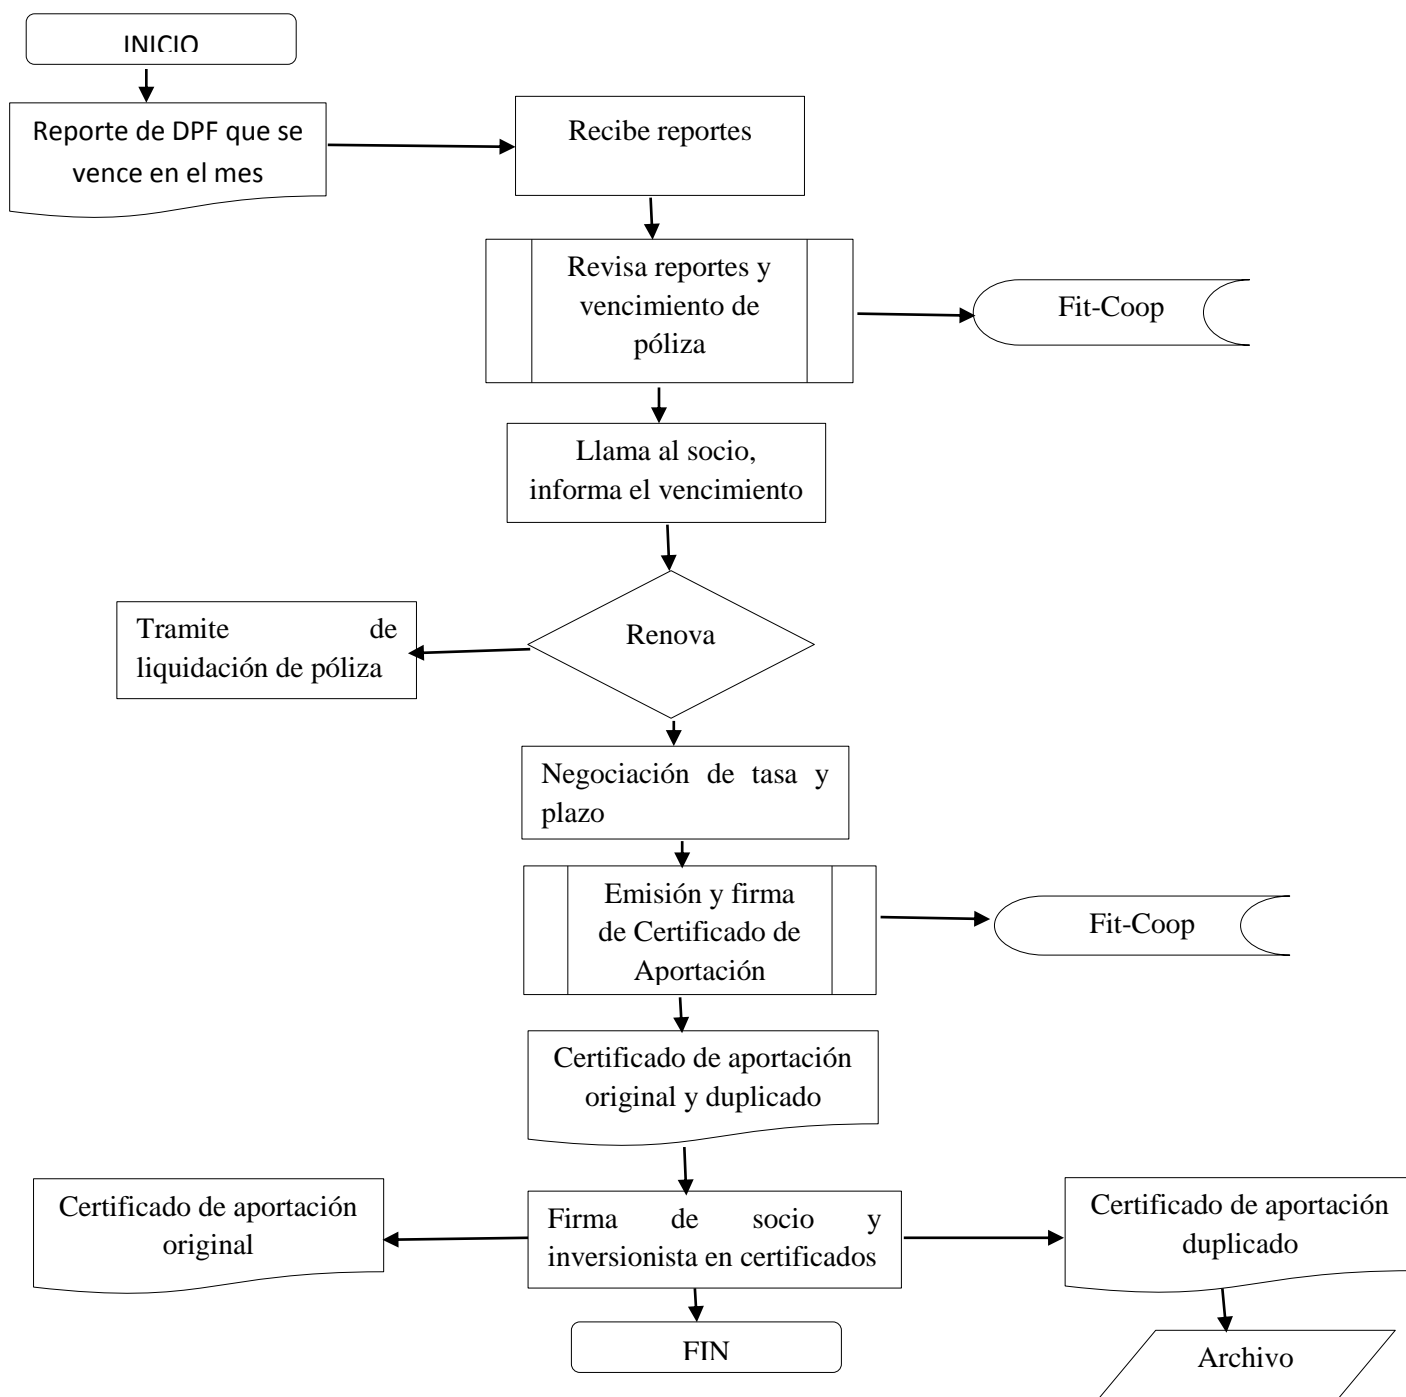 INICIO
Reporte de DPF que se
vence en el mes
Recibe reportes
Revisa reportes y
vencimiento de
póliza
Fit-Coop
Llama al socio,
informa el vencimiento
Renova
Tramite de
liquidación de póliza
Negociación de tasa y
plazo
Emisión y firma
de Certificado de
Aportación
Fit-Coop
Certificado de aportación
original y duplicado
Certificado de aportación
original
Firma de socio y
inversionista en certificados
Certificado de aportación
duplicado
FIN
Archivo